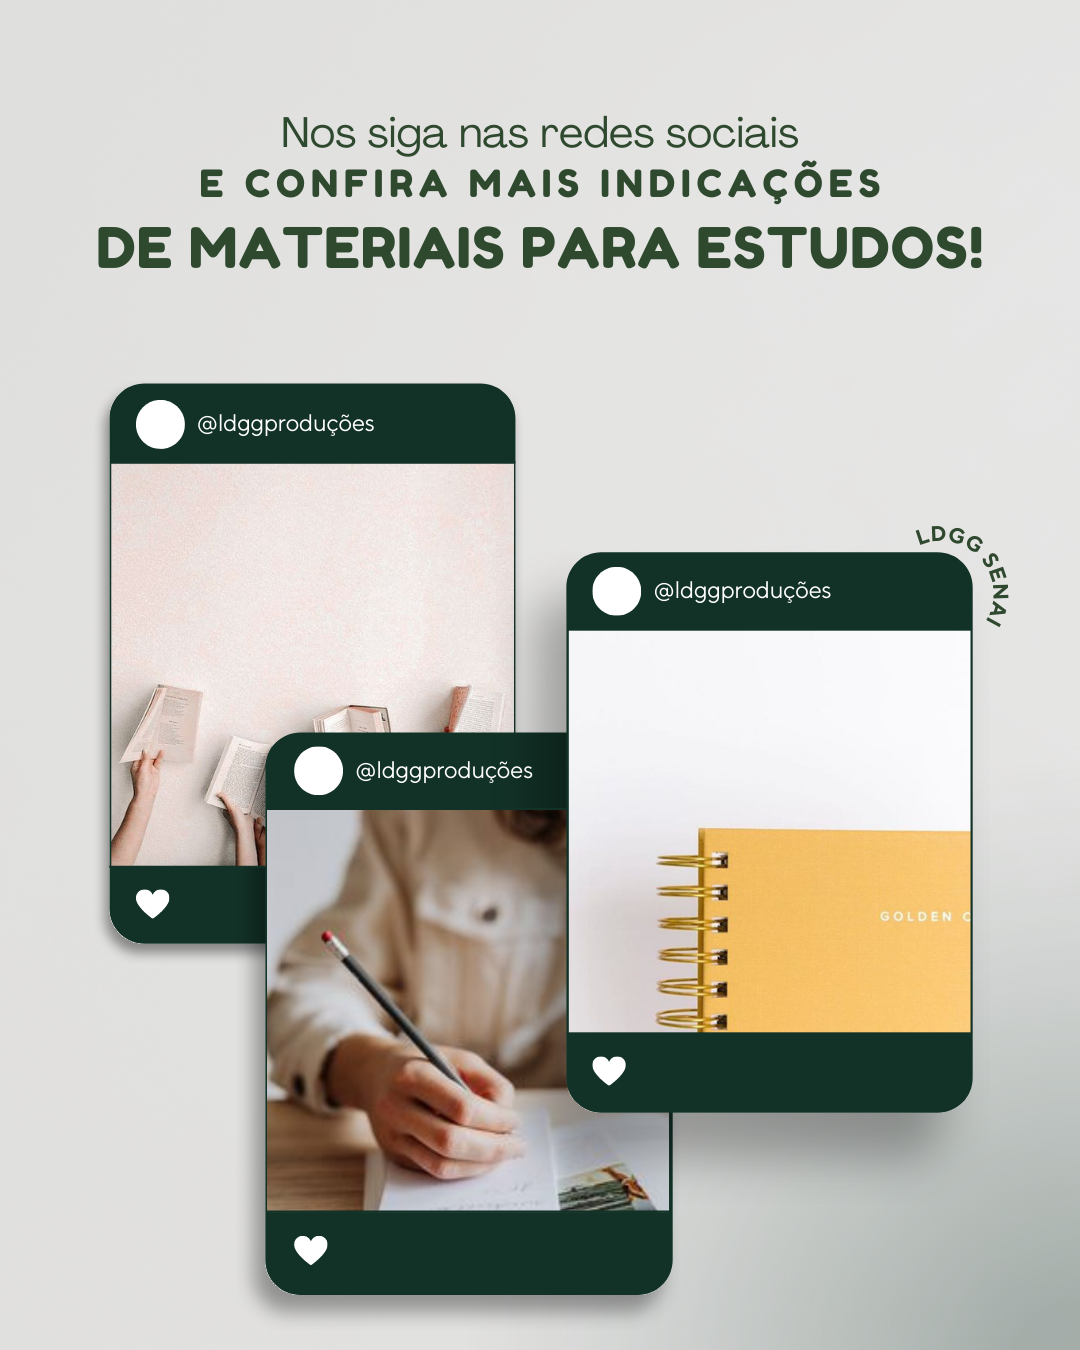 Nos siga nas redes sociais
E CONFIRA MAIS INDICAÇÕES
DE MATERIAIS PARA ESTUDOS!
@ldggproduções
LDGG SENAI
@ldggproduções
@ldggproduções
GOLDEN C